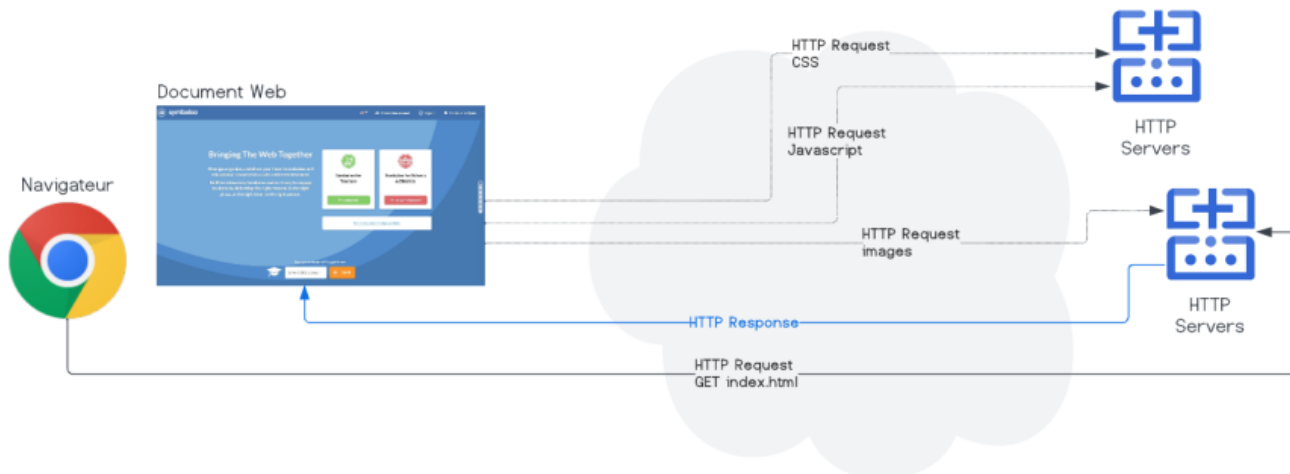 HTTP Request
CSS
Document Web
symbaloo
HTTP Request
Javascript
HTTP
Servers
Bringing The Web Together
Navigateur
HTTP Request
images
HTTP
Servers
HTTP Response
HTTP Request
GET index.html